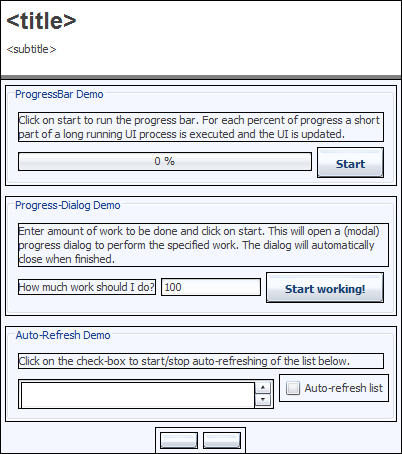 <title>
<subtitle>
ProgressBar Demo
Click on start to run the progress bar. For each percent of progress a short
part of a long running UI process is executed and the UI is updated.
0 %
Start
Progress-Dialog Demo
Enter amount of work to be done and click on start. This will open a (modal)
progress dialog to perform the specified work. The dialog will automatically
close when finished.
How much work should I do?
100
Start working!
Auto-Refresh Demo
Click on the check-box to start/stop auto-refreshing of the list below.
Auto-refresh list